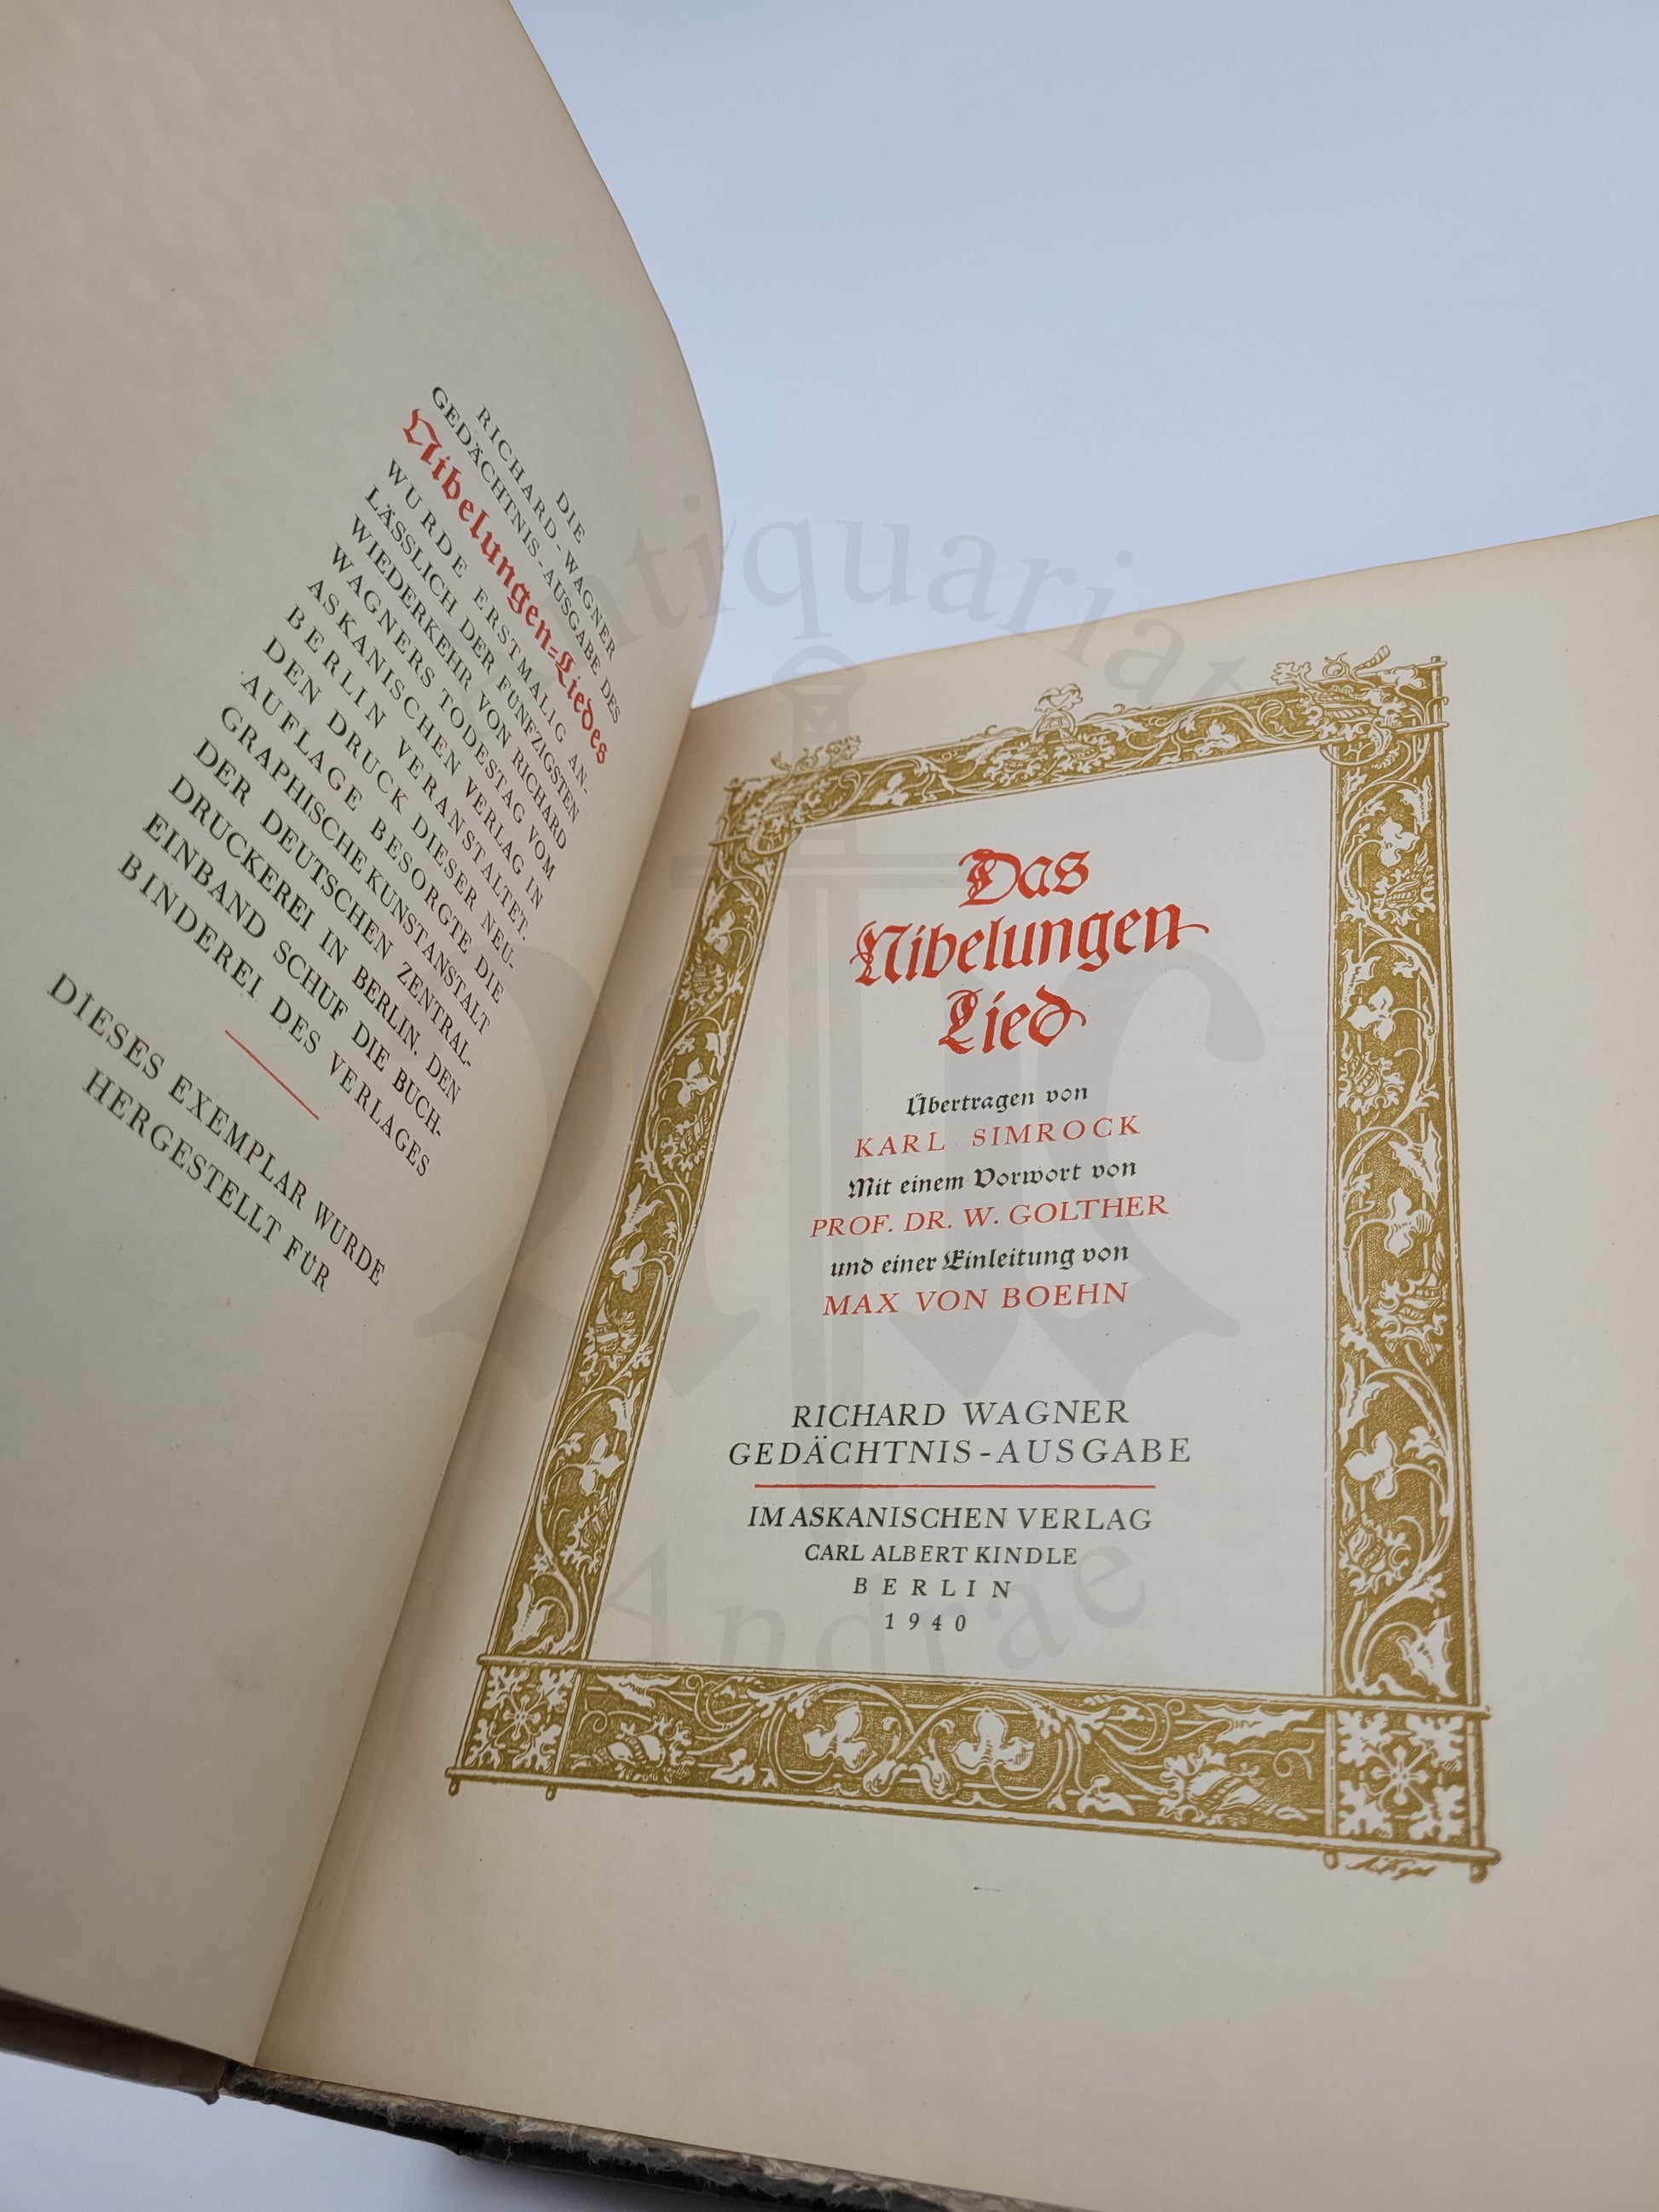 DIE
RICHARD-WAGNER
GEDÄCHTNIS-AUSGABE DES
Nibelungen-Liedes
WURDE ERSTMALIG AN-
LÄSSLICH DER FÜNFZIGSTEN
WIEDERKEHR VON RICHARD
WAGNERS TODESTAG VOM
ASKANISCHEN VERLAG IN
BERLIN VERANSTALTET.
DEN DRUCK DIESER NEU-
AUFLAGE BESORGTE DIE
GRAPHISCHE KUNSTANSTALT
DER DEUTSCHEN ZENTRAL-
DRUCKEREI IN BERLIN. DEN
EINBAND SCHUF DIE BUCH-
BINDEREI DES VERLAGES
DIESES EXEMPLAR WURDE
HERGESTELLT FÜR
Das
Nibelungen
Lied
Übertragen von
KARL SIMROCK
Mit einem Vorwort von
PROF. DR. W. GOLTHER
und einer Einleitung von
MAX VON BOEHN
RICHARD WAGNER
GEDÄCHTNIS-AUSGABE
IM ASKANISCHEN VERLAG
CARL ALBERT KINDLE
BERLIN
1940
Antiquariat
Andrae